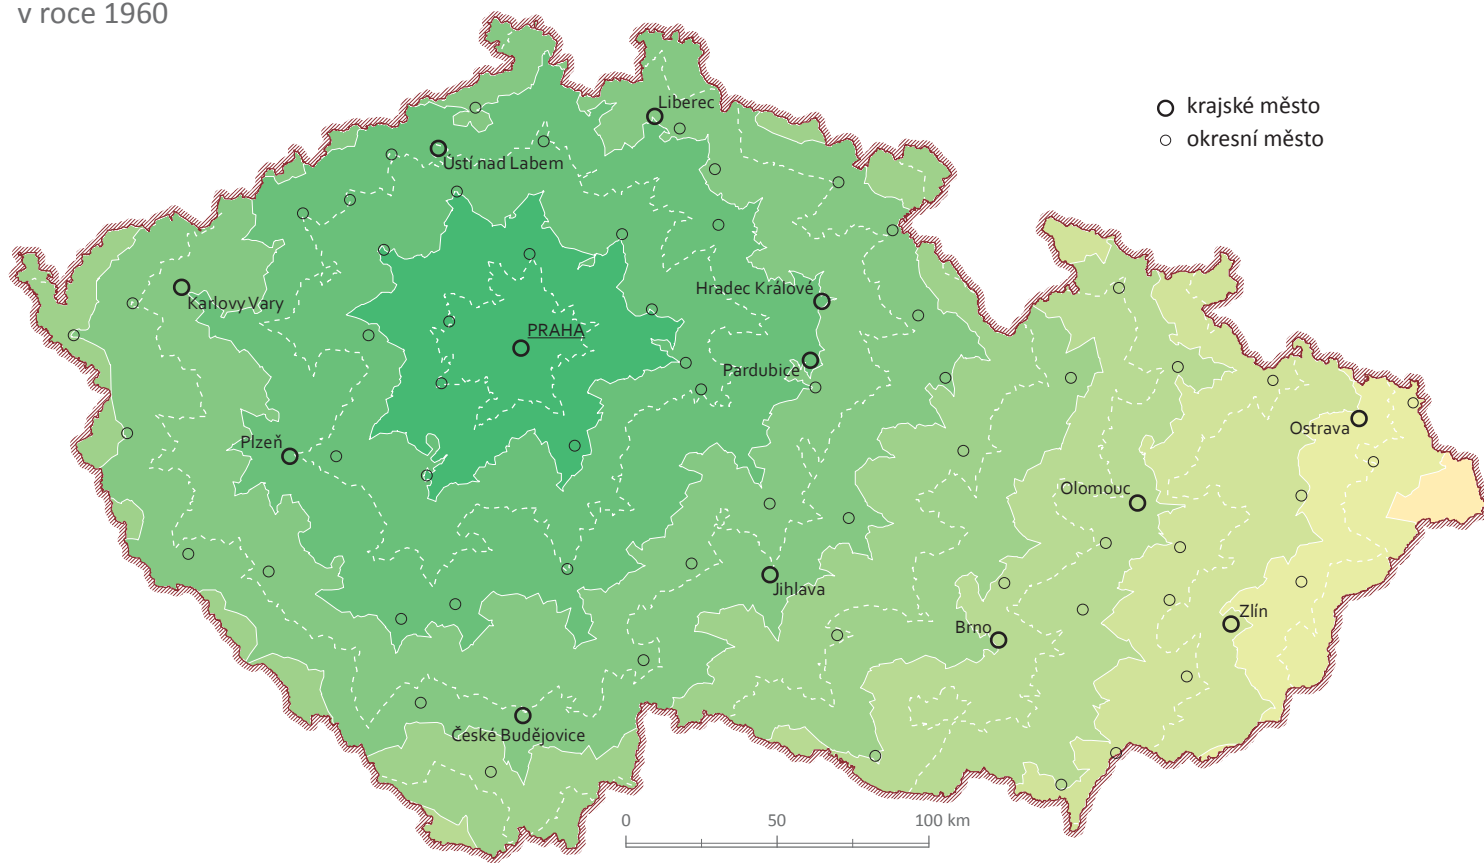 v roce 1960
krajské město
okresní město
Liberec
Ústí nad Labem
Karlovy Vary
Hradec Králové
PRAHA
Pardubice
Plzeň
Ostrava
Olomouc
Jihlava
Zlín
Brno
České Budějovice
0 50 100 km